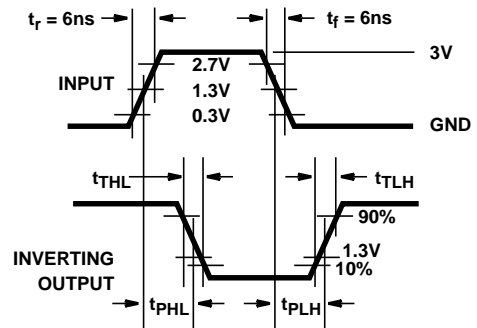 tr = 6ns
tf = 6ns
3V
2.7V
INPUT
1.3V
0.3V
GND
tTHL
tTLH
90%
1.3V
INVERTING
OUTPUT
10%
tPHL
tPLH